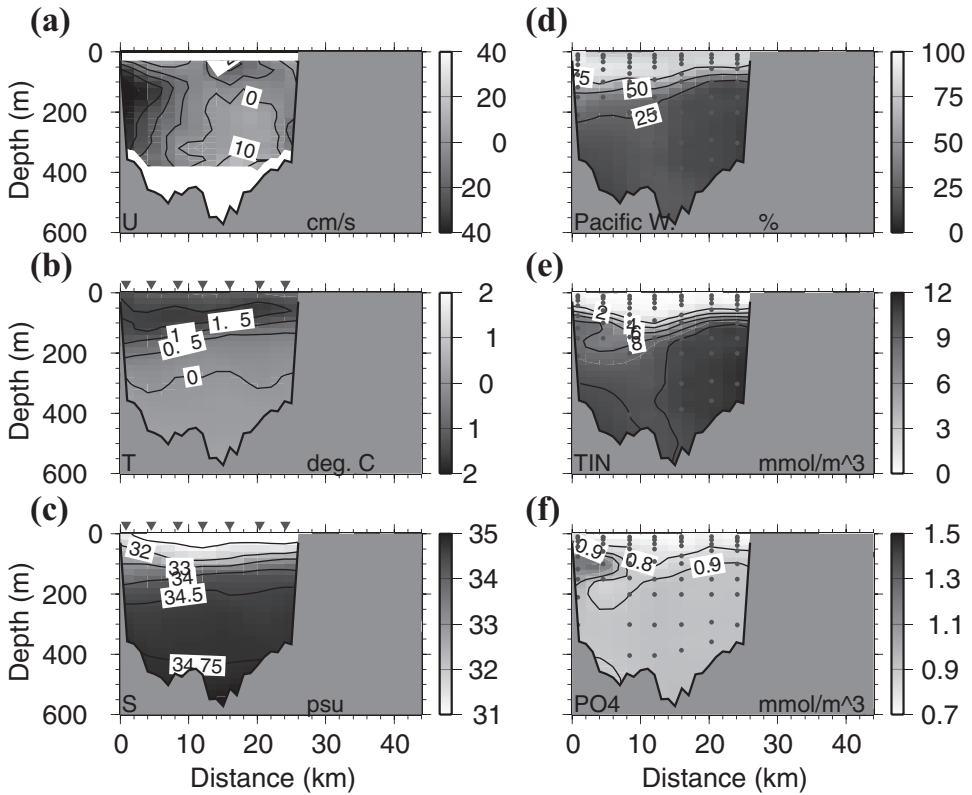 (a)
0
200
400
600
Depth (m)
0
10
U
cm/s
40
20
0
20
40
(b)
0
200
400
600
Depth (m)
1
1. 5
0. 5
0
T
deg. C
2
1
0
1
2
(c)
0
200
400
600
Depth (m)
32
33
34
34.5
34.75
S
psu
35
34
33
32
31
0 10 20 30 40
Distance (km)
(d)
50
25
Pacific W.
%
100
75
50
25
0
(e)
2
4
6
8
TIN
mmol/m^3
12
9
6
3
0
(f)
0.9
0.8
0.9
PO4
mmol/m^3
1.5
1.3
1.1
0.9
0.7
0 10 20 30 40
Distance (km)